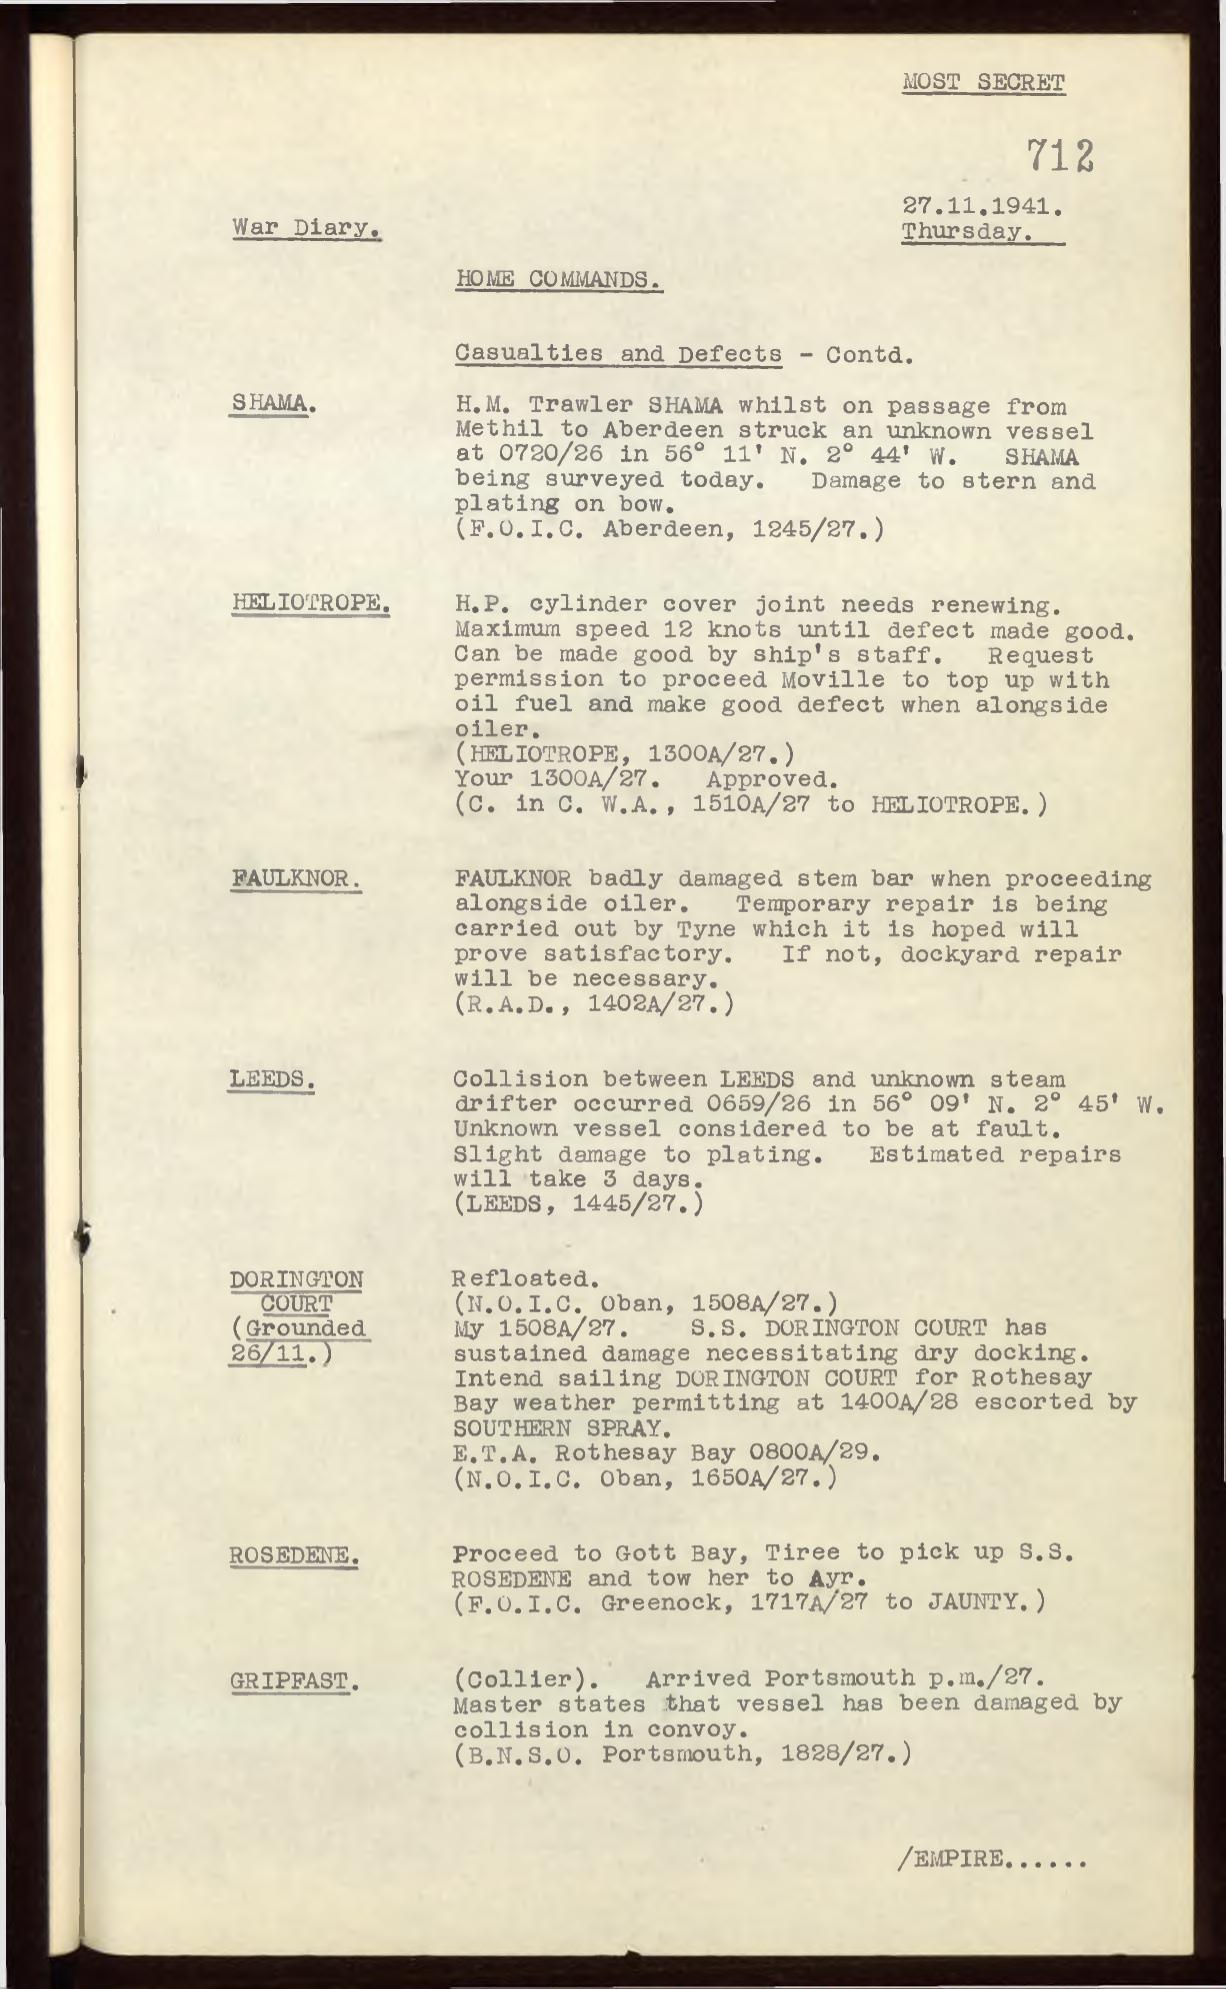 MOST SECRET
712
27.11.1941.
War Diary.
Thursday.
HOME COMMANDS.
Casualties and Defects - Contd.
SHAMA. H.M. Trawler SHAMA whilst on passage from
Methil to Aberdeen struck an unknown vessel
at 0720/26 in 56° 11' N. 2° 44' W. SHAMA
being surveyed today. Damage to stern and
plating on bow.
(F.O.I.C. Aberdeen, 1245/27.)
HELIOTROPE. H.P. cylinder cover joint needs renewing.
Maximum speed 12 knots until defect made good.
Can be made good by ship's staff. Request
permission to proceed Moville to top up with
oil fuel and make good defect when alongside
oiler.
(HELIOTROPE, 1300A/27.)
Your 1300A/27. Approved.
(C. in C. W.A., 1510A/27 to HELIOTROPE.)
FAULKNOR. FAULKNOR badly damaged stem bar when proceeding
alongside oiler. Temporary repair is being
carried out by Tyne which it is hoped will
prove satisfactory. If not, dockyard repair
will be necessary.
(R.A.D., 1402A/27.)
LEEDS. Collision between LEEDS and unknown steam
drifter occurred 0659/26 in 56° 09' N. 2° 45' W.
Unknown vessel considered to be at fault.
Slight damage to plating. Estimated repairs
will take 3 days.
(LEEDS, 1445/27.)
DORINGTON Refloated.
COURT (N.O.I.C. Oban, 1508A/27.)
(Grounded My 1508A/27. S.S. DORINGTON COURT has
26/11.) sustained damage necessitating dry docking.
Intend sailing DORINGTON COURT for Rothesay
Bay weather permitting at 1400A/28 escorted by
SOUTHERN SPRAY.
E.T.A. Rothesay Bay 0800A/29.
(N.O.I.C. Oban, 1650A/27.)
ROSEDENE. Proceed to Gott Bay, Tiree to pick up S.S.
ROSEDENE and tow her to Ayr.
(F.O.I.C. Greenock, 1717A/27 to JAUNTY.)
GRIPFAST. (Collier). Arrived Portsmouth p.m./27.
Master states that vessel has been damaged by
collision in convoy.
(B.N.S.O. Portsmouth, 1828/27.)
/EMPIRE......